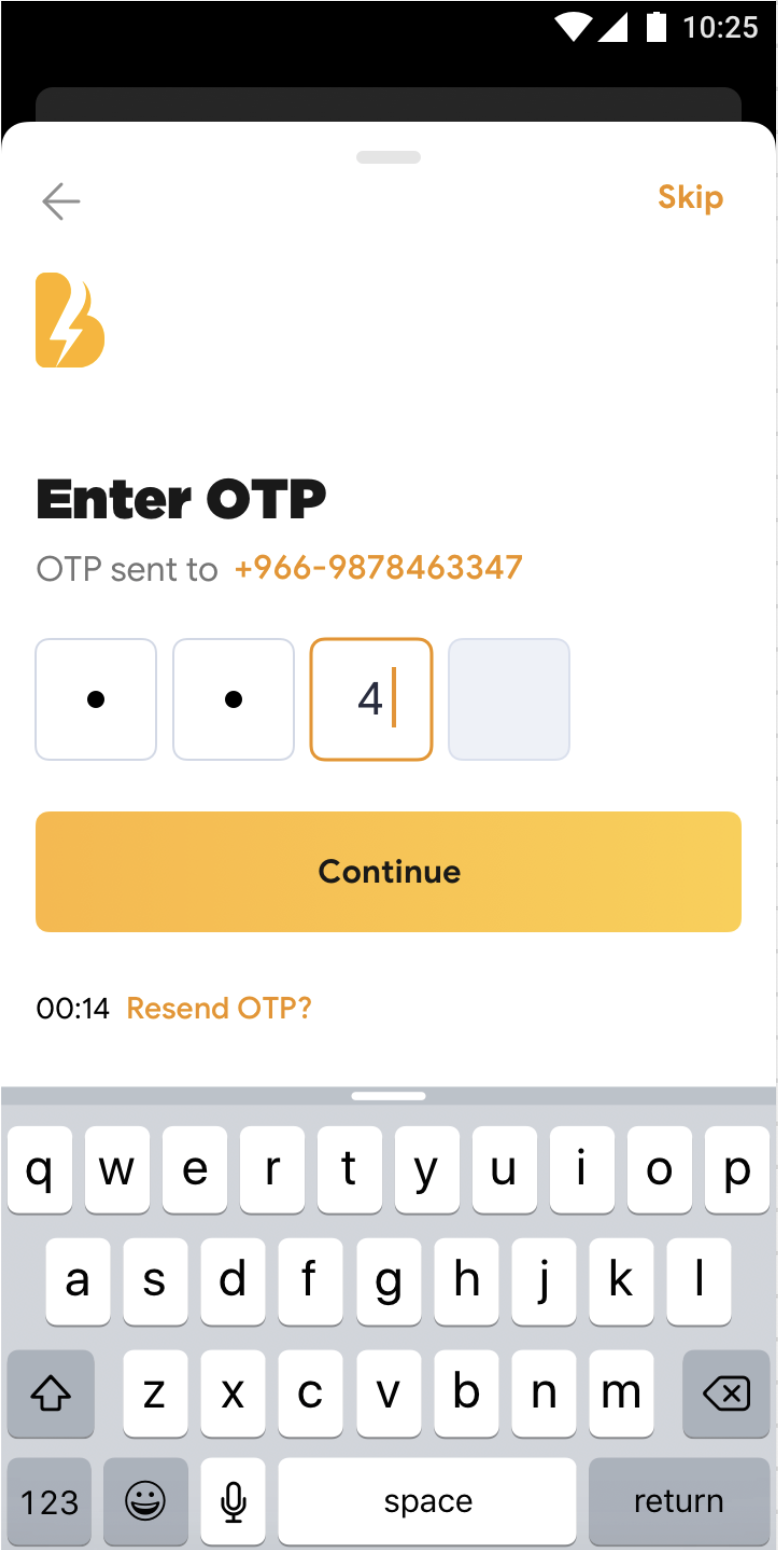 10:25
Skip
Enter OTP
OTP sent to +966-9878463347
4
Continue
00:14 Resend OTP?
q w e r t y u i o p
a s d f g h j k l
z x c v b n m
123 space return